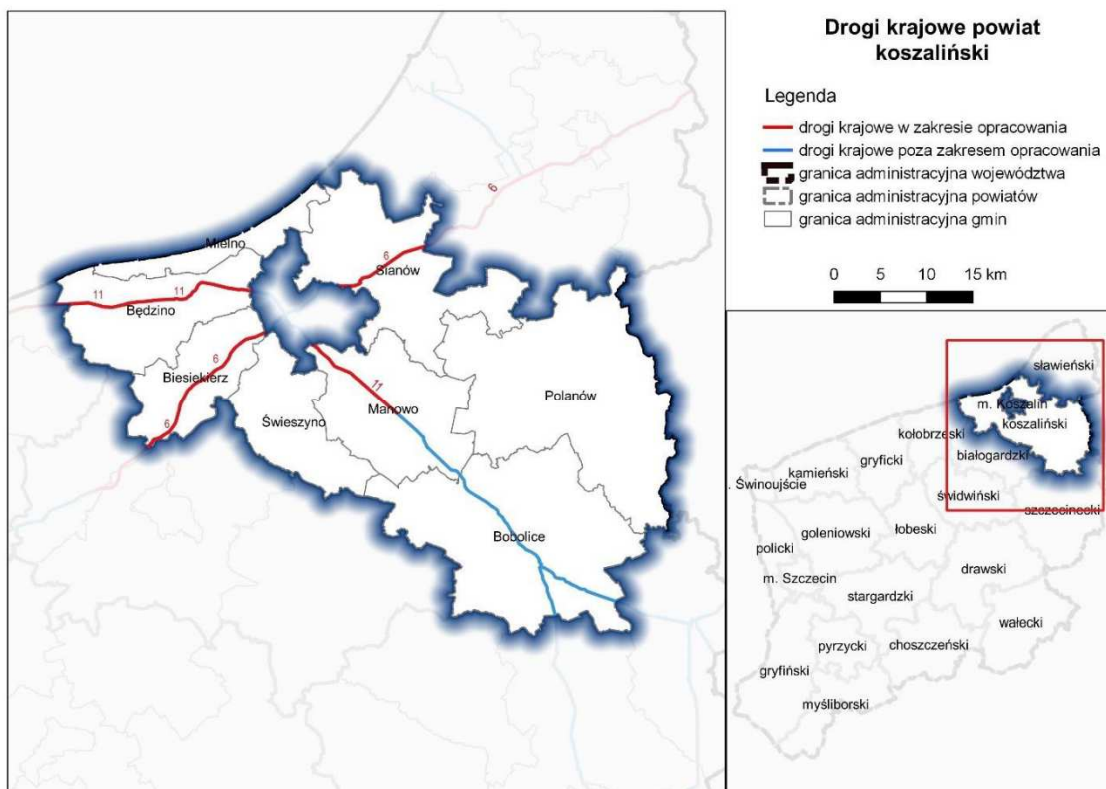 Drogi krajowe powiat
koszaliński
Legenda
drogi krajowe w zakresie opracowania
drogi krajowe poza zakresem opracowania
granica administracyjna województwa
granica administracyjna powiatów
granica administracyjna gmin
0 5 10 15 km
6
Mielno
6
Sianów
11
11
Będzino
6
Biesiekierz
11
Manowo
Polanów
Świeszyno
6
Bobolice
sławieński
m. Koszalin
koszaliński
kołobrzeski
białogardzki
gryficki
kamieński
. Świnoujście
świdwiński
szczecinecki
goleniowski
łobeski
policki
drawski
m. Szczecin
stargardzki
wałecki
pyrzycki
choszczeński
gryfiński
myśliborski